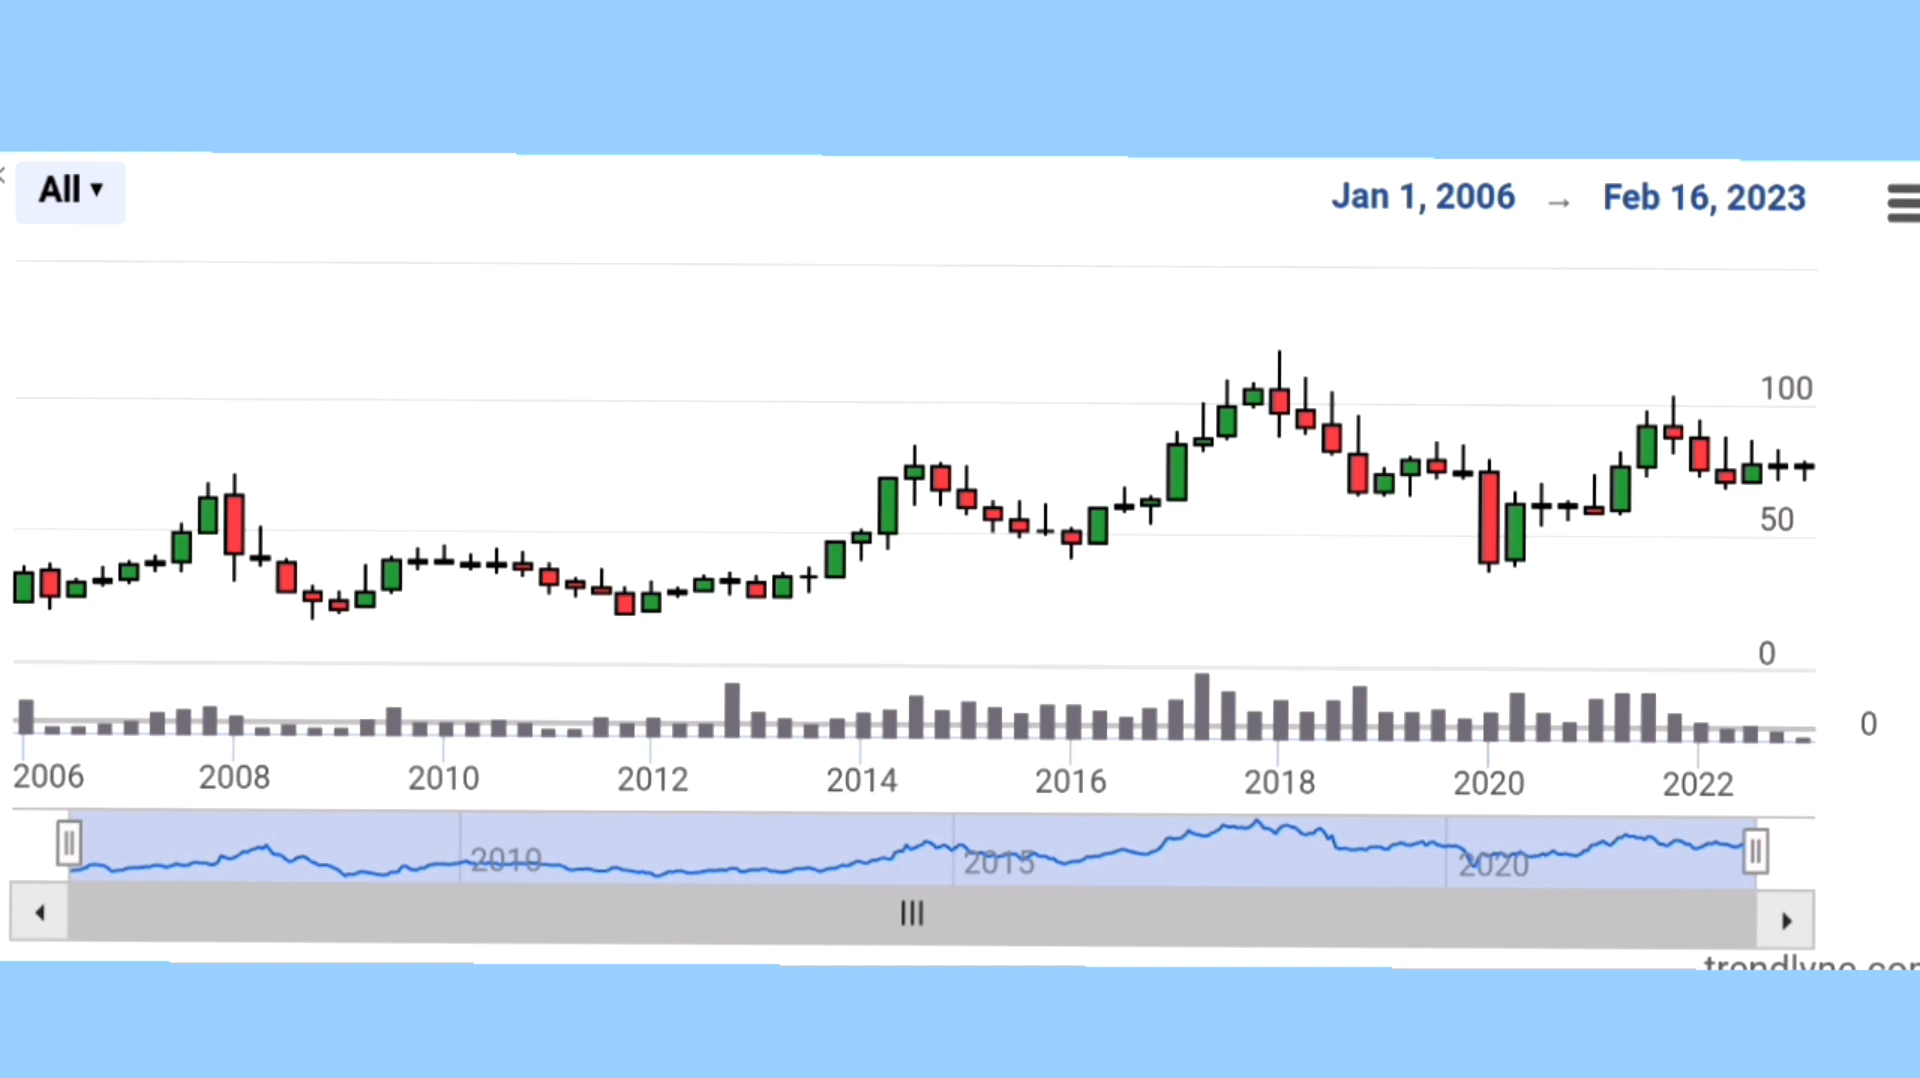 All ▾
Jan 1, 2006 → Feb 16, 2023
100
50
0
0
2006 2008 2010 2012 2014 2016 2018 2020 2022
2010 2015 2020